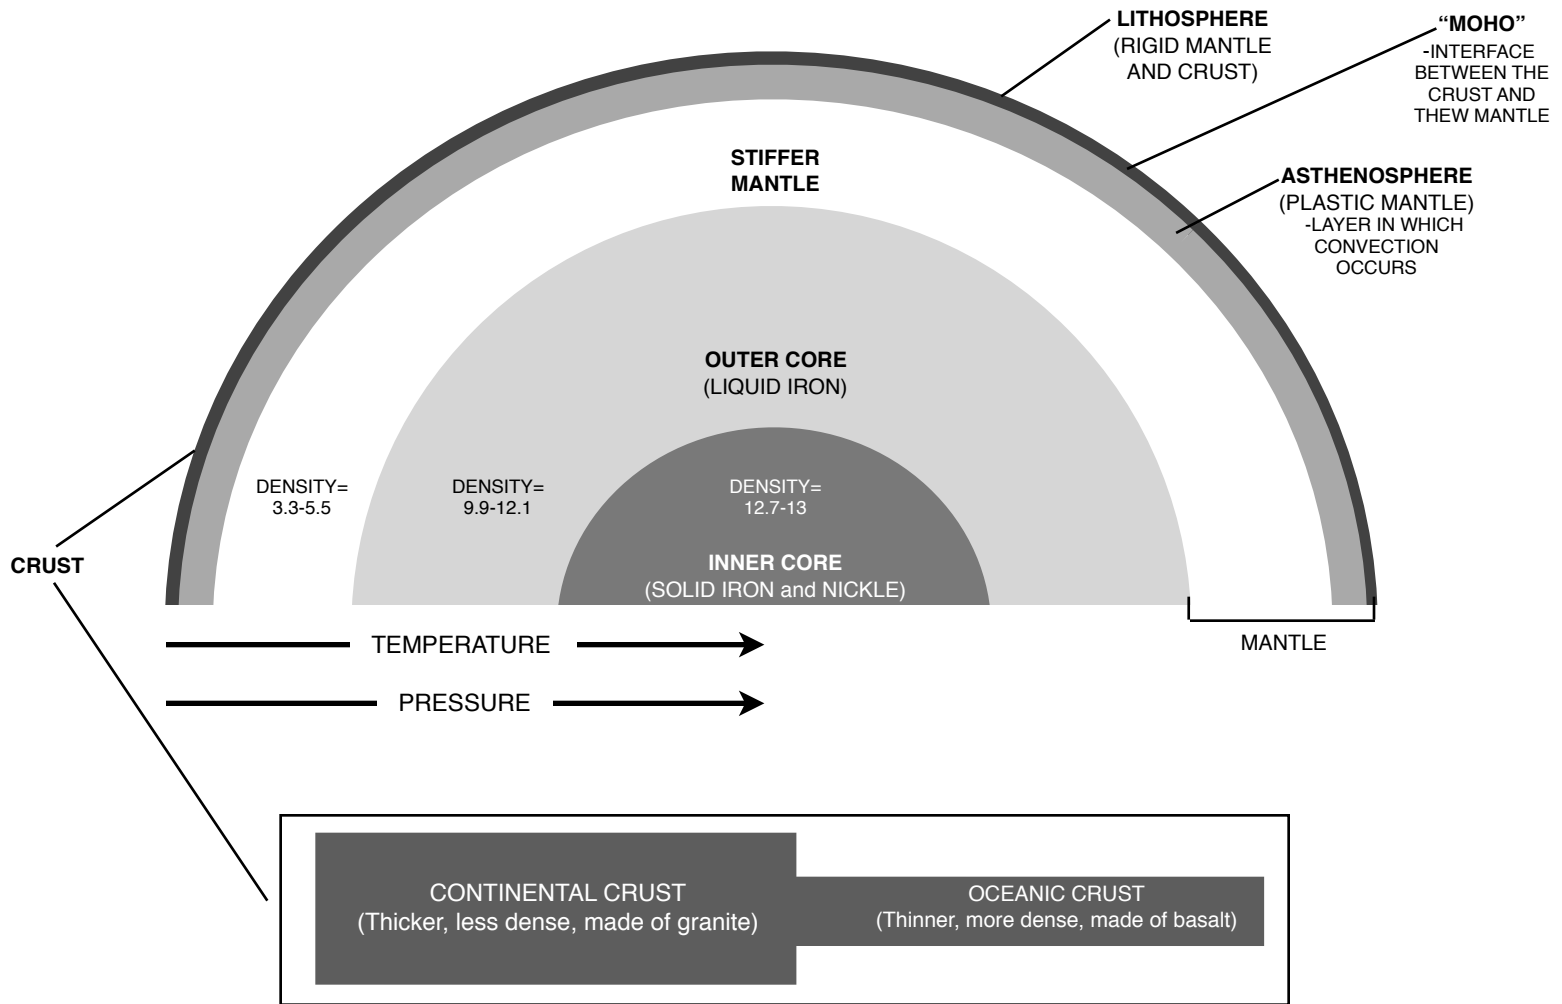 LITHOSPHERE
(RIGID MANTLE
AND CRUST)
“MOHO”
-INTERFACE
BETWEEN THE
CRUST AND
THEW MANTLE
STIFFER
MANTLE
ASTHENOSPHERE
(PLASTIC MANTLE)
-LAYER IN WHICH
CONVECTION
OCCURS
OUTER CORE
(LIQUID IRON)
DENSITY=
3.3-5.5
DENSITY=
9.9-12.1
DENSITY=
12.7-13
CRUST
INNER CORE
(SOLID IRON and NICKLE)
TEMPERATURE
MANTLE
PRESSURE
CONTINENTAL CRUST
(Thicker, less dense, made of granite)
OCEANIC CRUST
(Thinner, more dense, made of basalt)